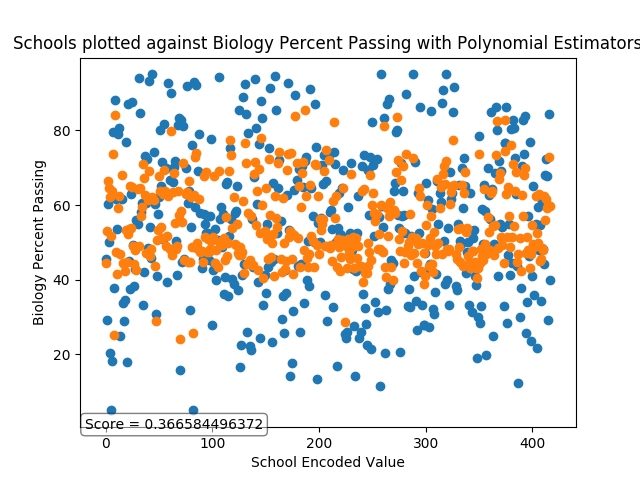 Schools plotted against Biology Percent Passing with Polynomial Estimators
Biology Percent Passing
80
60
40
20
Score = 0.366584496372
0 100 200 300 400
School Encoded Value